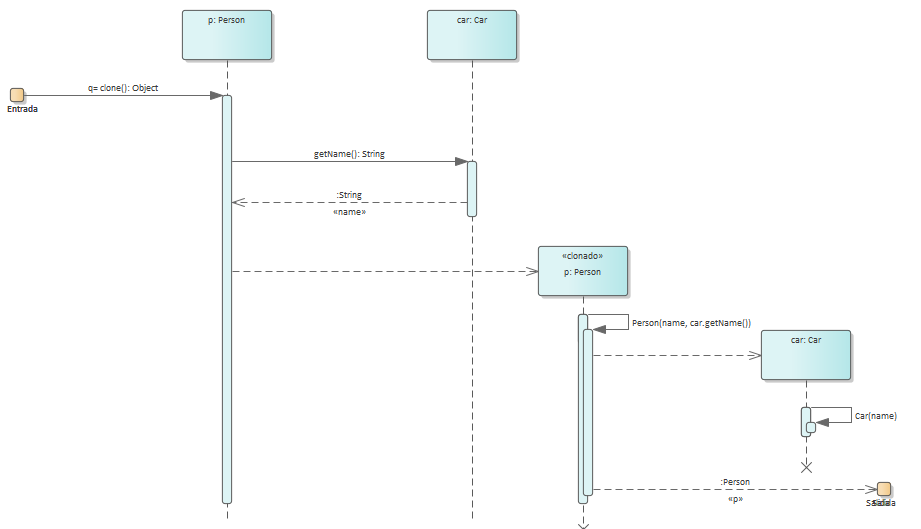 p: Person
car: Car
q= clone(): Object
Entrada
getName(): String
:String
«name»
«clonado»
p: Person
Person(name, car.getName())
car: Car
Car(name)
:Person
«p»